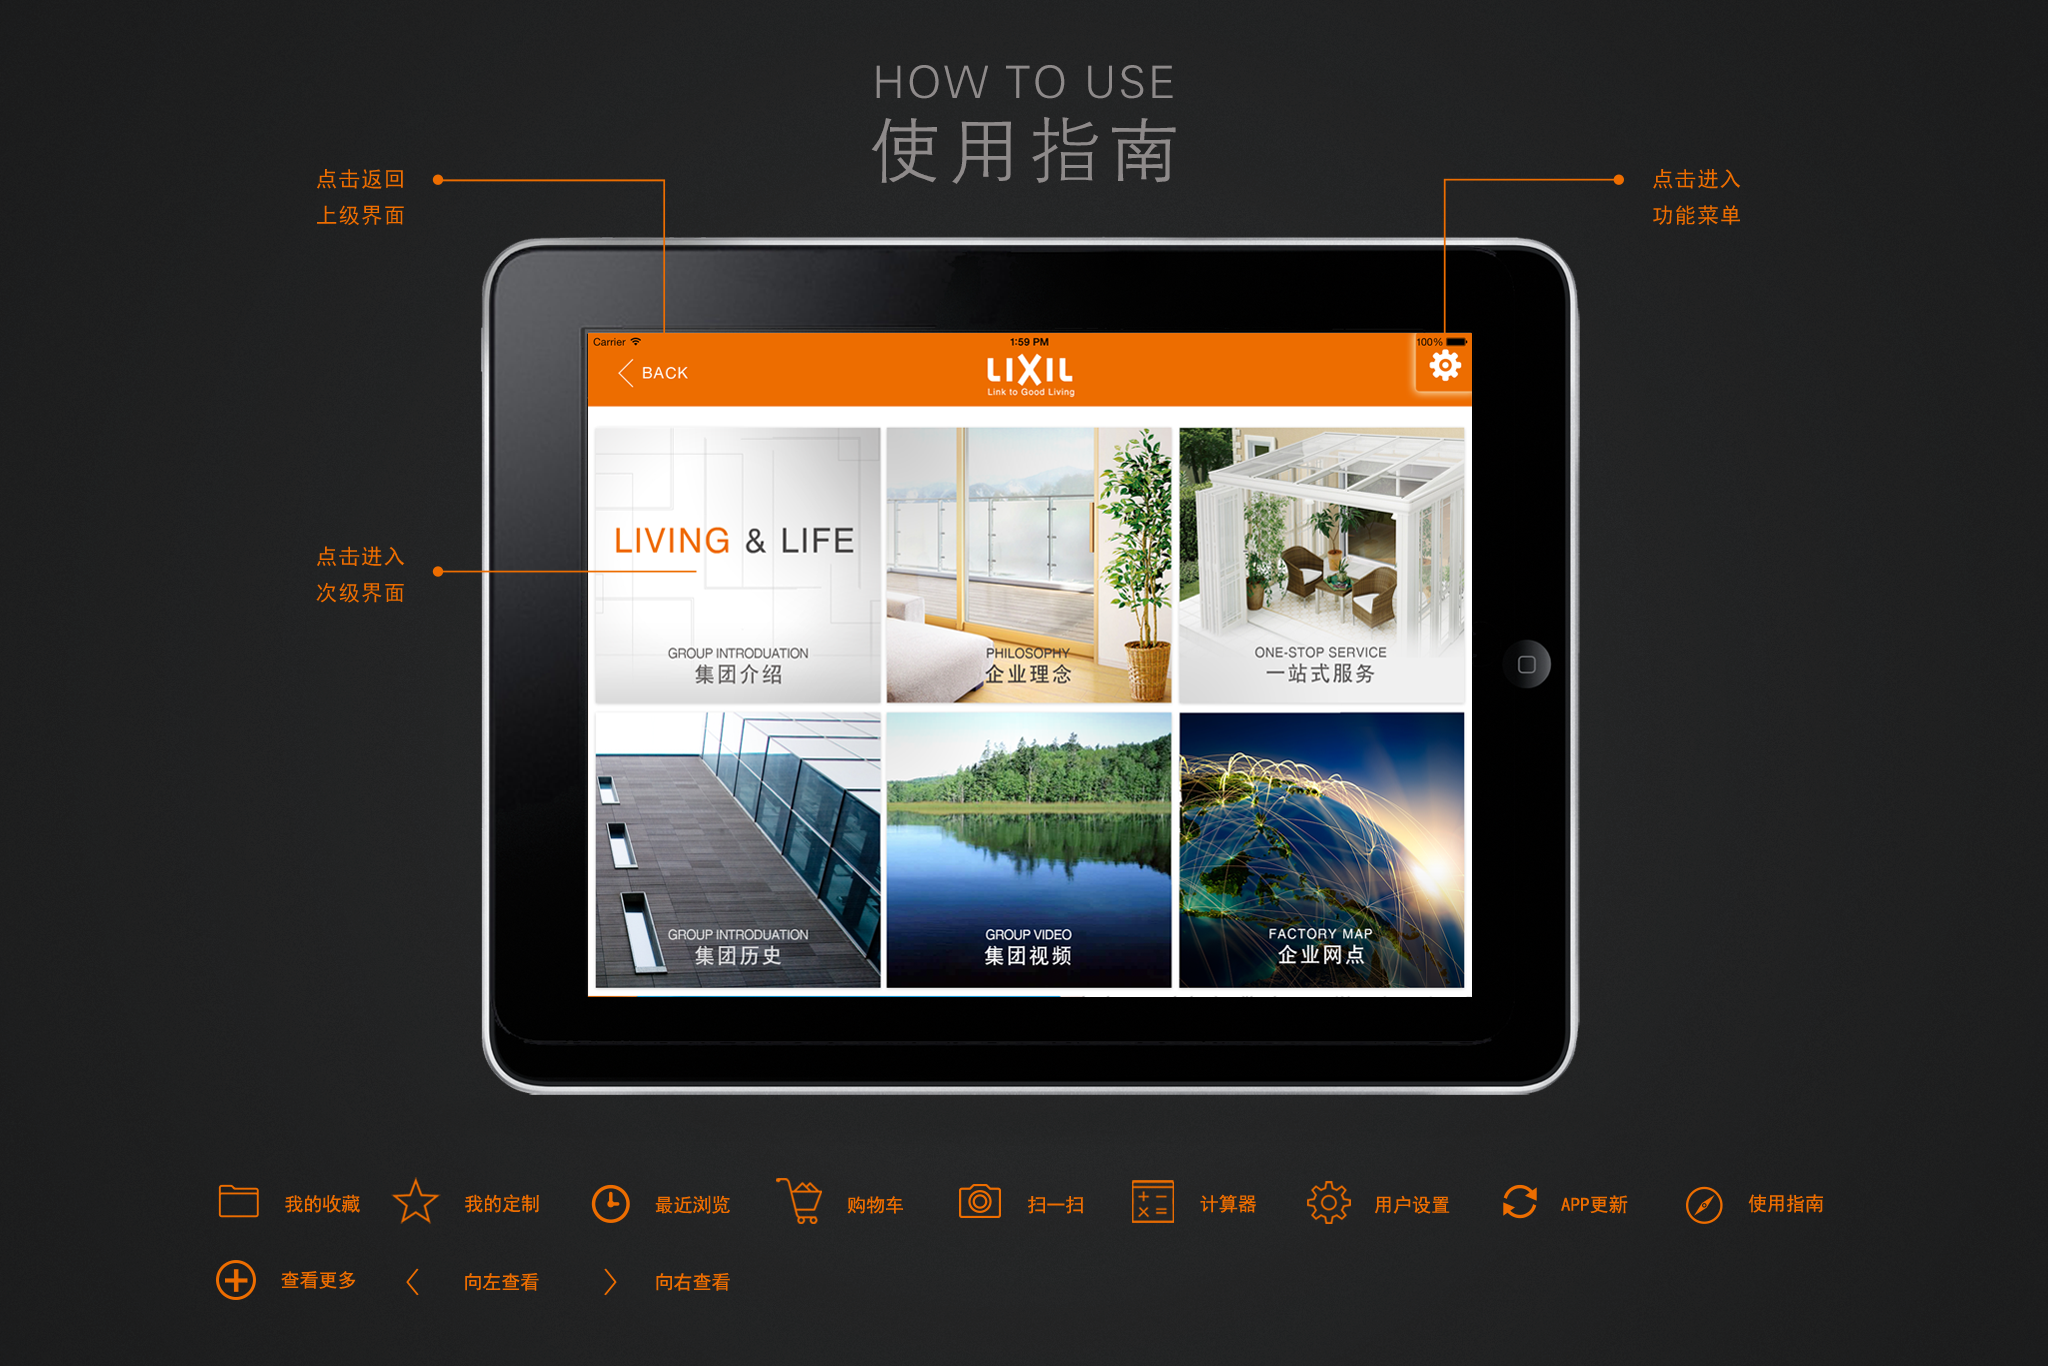 HOW TO USE
使用指南
点击返回
上级界面
点击进入
功能菜单
Carrier
1:59 PM
100%
BACK
LIXIL
Link to Good Living
LIVING & LIFE
点击进入
次级界面
GROUP INTRODUATION
集团介绍
PHILOSOPHY
企业理念
ONE-STOP SERVICE
一站式服务
GROUP INTRODUATION
集团历史
GROUP VIDEO
集团视频
FACTORY MAP
企业网点
我的收藏
我的定制
最近浏览
购物车
扫一扫
计算器
用户设置
APP更新
使用指南
查看更多
向左查看
向右查看